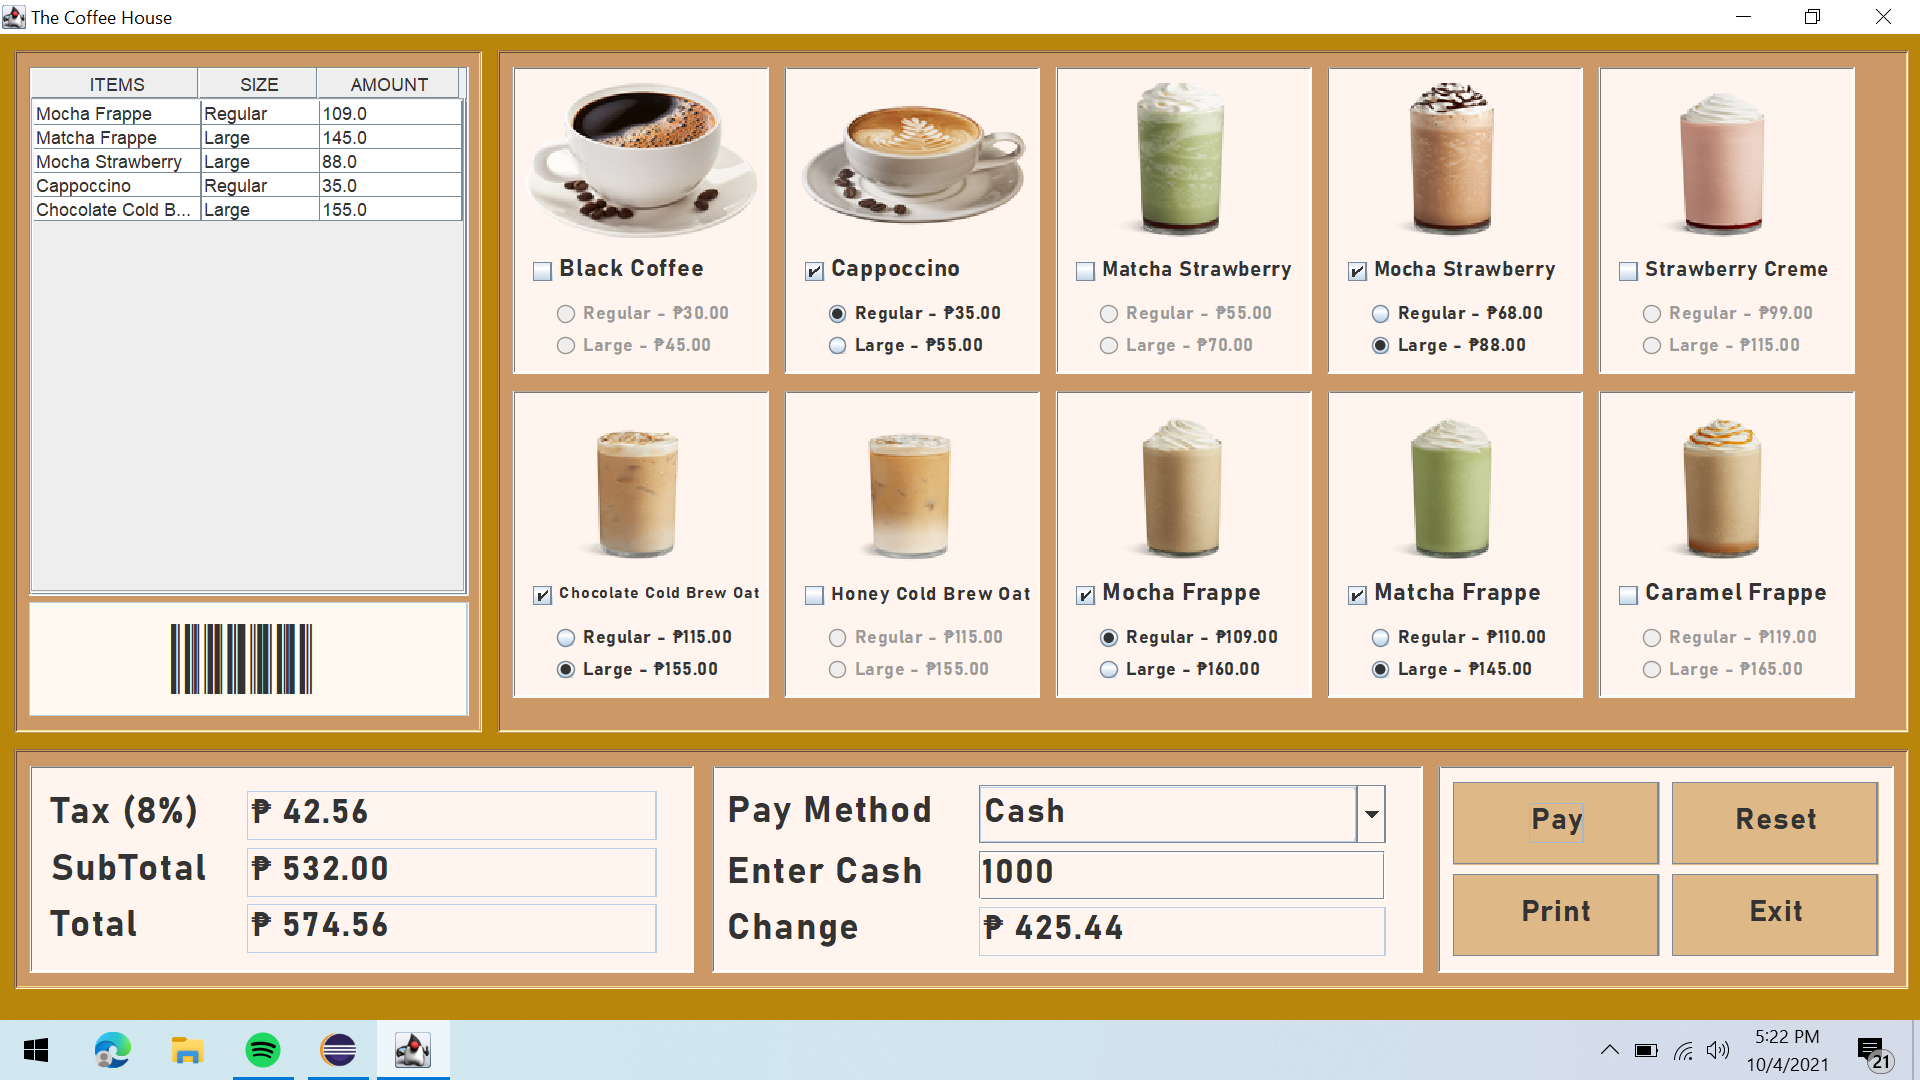 The Coffee House
ITEMS SIZE AMOUNT
Mocha Frappe Regular 109.0
Matcha Frappe Large 145.0
Mocha Strawberry Large 88.0
Cappoccino Regular 35.0
Chocolate Cold B... Large 155.0
Black Coffee
Regular - ₱30.00
Large - ₱45.00
Cappoccino
Regular - ₱35.00
Large - ₱55.00
Matcha Strawberry
Regular - ₱55.00
Large - ₱70.00
Mocha Strawberry
Regular - ₱68.00
Large - ₱88.00
Strawberry Creme
Regular - ₱99.00
Large - ₱115.00
Chocolate Cold Brew Oat
Regular - ₱115.00
Large - ₱155.00
Honey Cold Brew Oat
Regular - ₱115.00
Large - ₱155.00
Mocha Frappe
Regular - ₱109.00
Large - ₱160.00
Matcha Frappe
Regular - ₱110.00
Large - ₱145.00
Caramel Frappe
Regular - ₱119.00
Large - ₱165.00
Tax (8%) ₱ 42.56
SubTotal ₱ 532.00
Total ₱ 574.56
Pay Method Cash
Enter Cash 1000
Change ₱ 425.44
Pay
Reset
Print
Exit
5:22 PM
10/4/2021
21